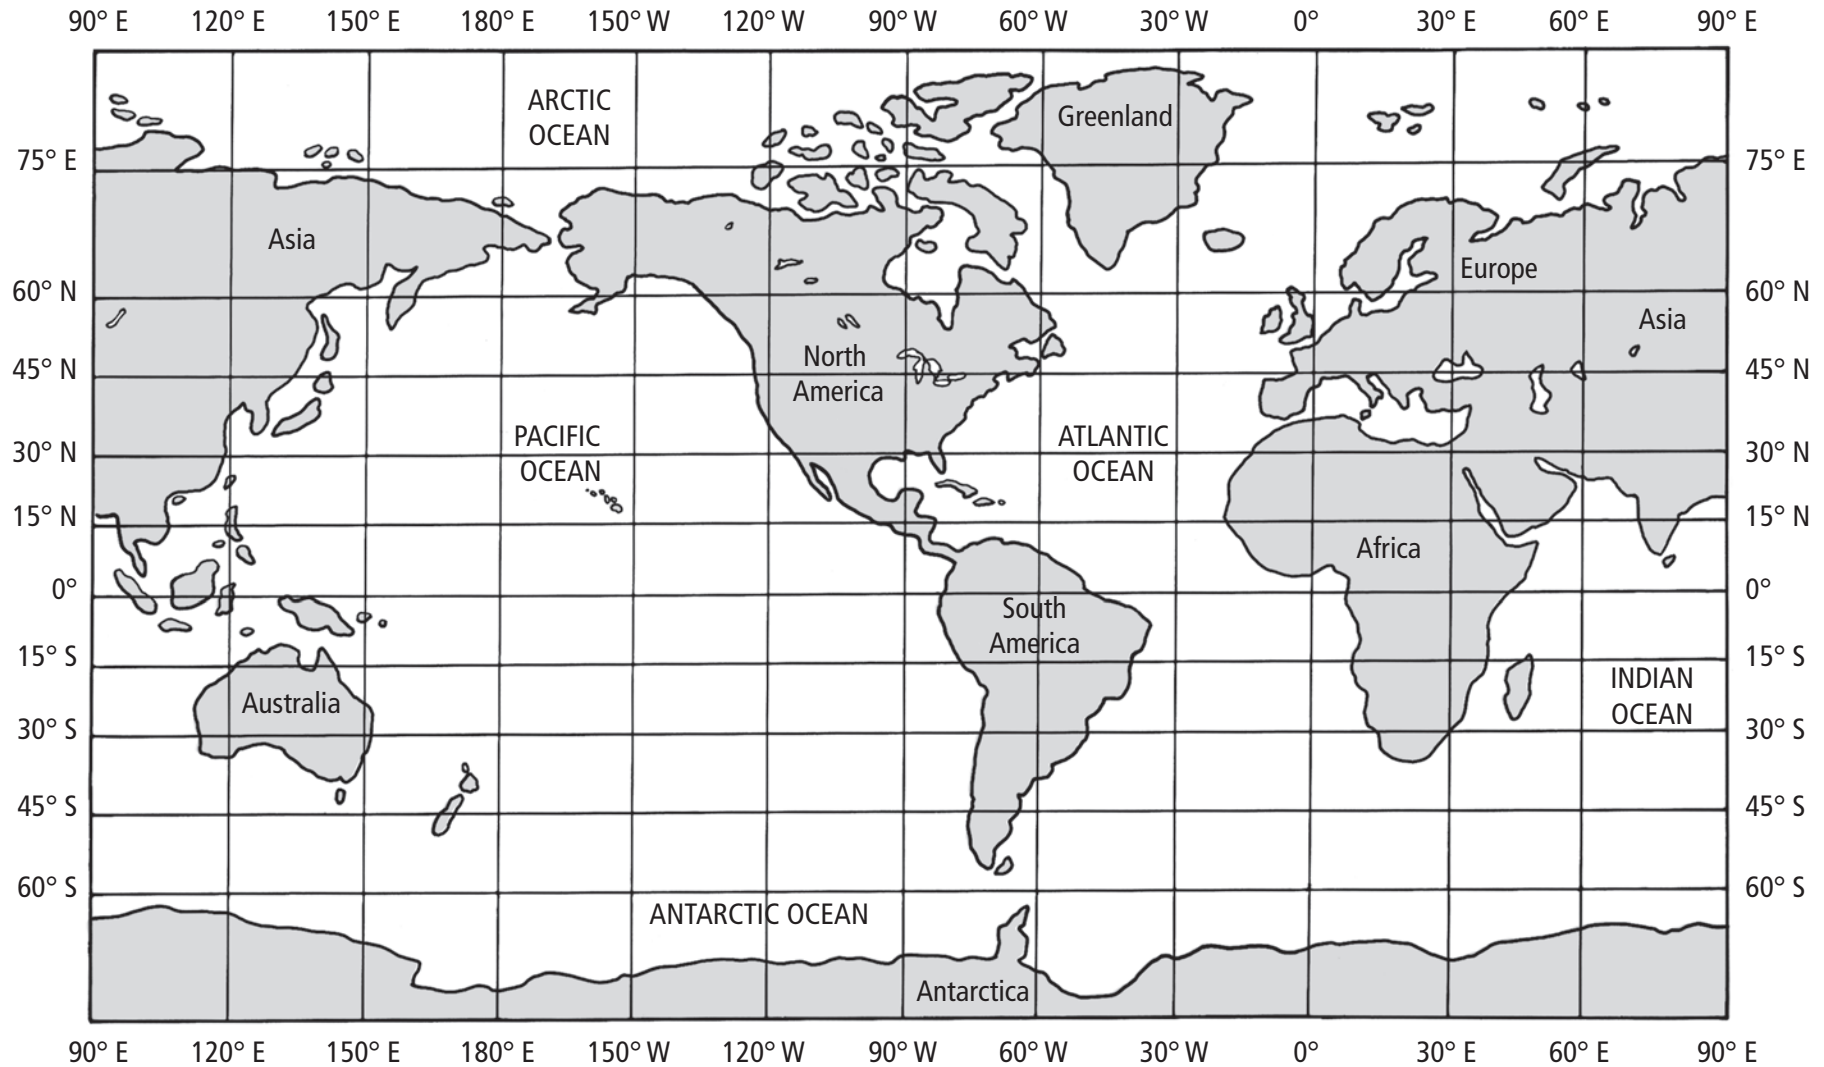 90° E 120° E 150° E 180° E 150° W 120° W 90° W 60° W 30° W 0° 30° E 60° E 90° E
ARCTIC
OCEAN
Greenland
75° E 75° E
Asia
Europe
60° N 60° N
Asia
North
America
45° N 45° N
PACIFIC
OCEAN
ATLANTIC
OCEAN
30° N 30° N
15° N 15° N
Africa
0° 0°
South
America
15° S 15° S
Australia
INDIAN
OCEAN
30° S 30° S
45° S 45° S
60° S 60° S
ANTARCTIC OCEAN
Antarctica
90° E 120° E 150° E 180° E 150° W 120° W 90° W 60° W 30° W 0° 30° E 60° E 90° E